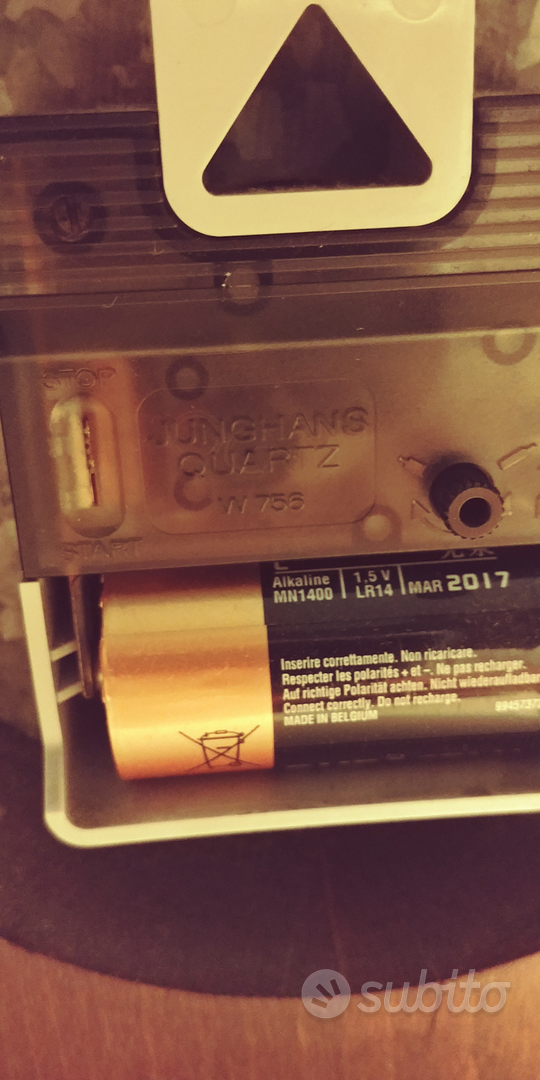 STOP
JUNGHANS
QUARTZ
W 756
START
Alkaline
MN1400
1.5 V
LR14
MAR 2017
Inserire correttamente. Non ricaricare.
Respecter les polarités + et -. Ne pas recharger.
Auf richtige Polarität achten. Nicht wiederaufladbar
Connect correctly. Do not recharge.
MADE IN BELGIUM
9945737
subito